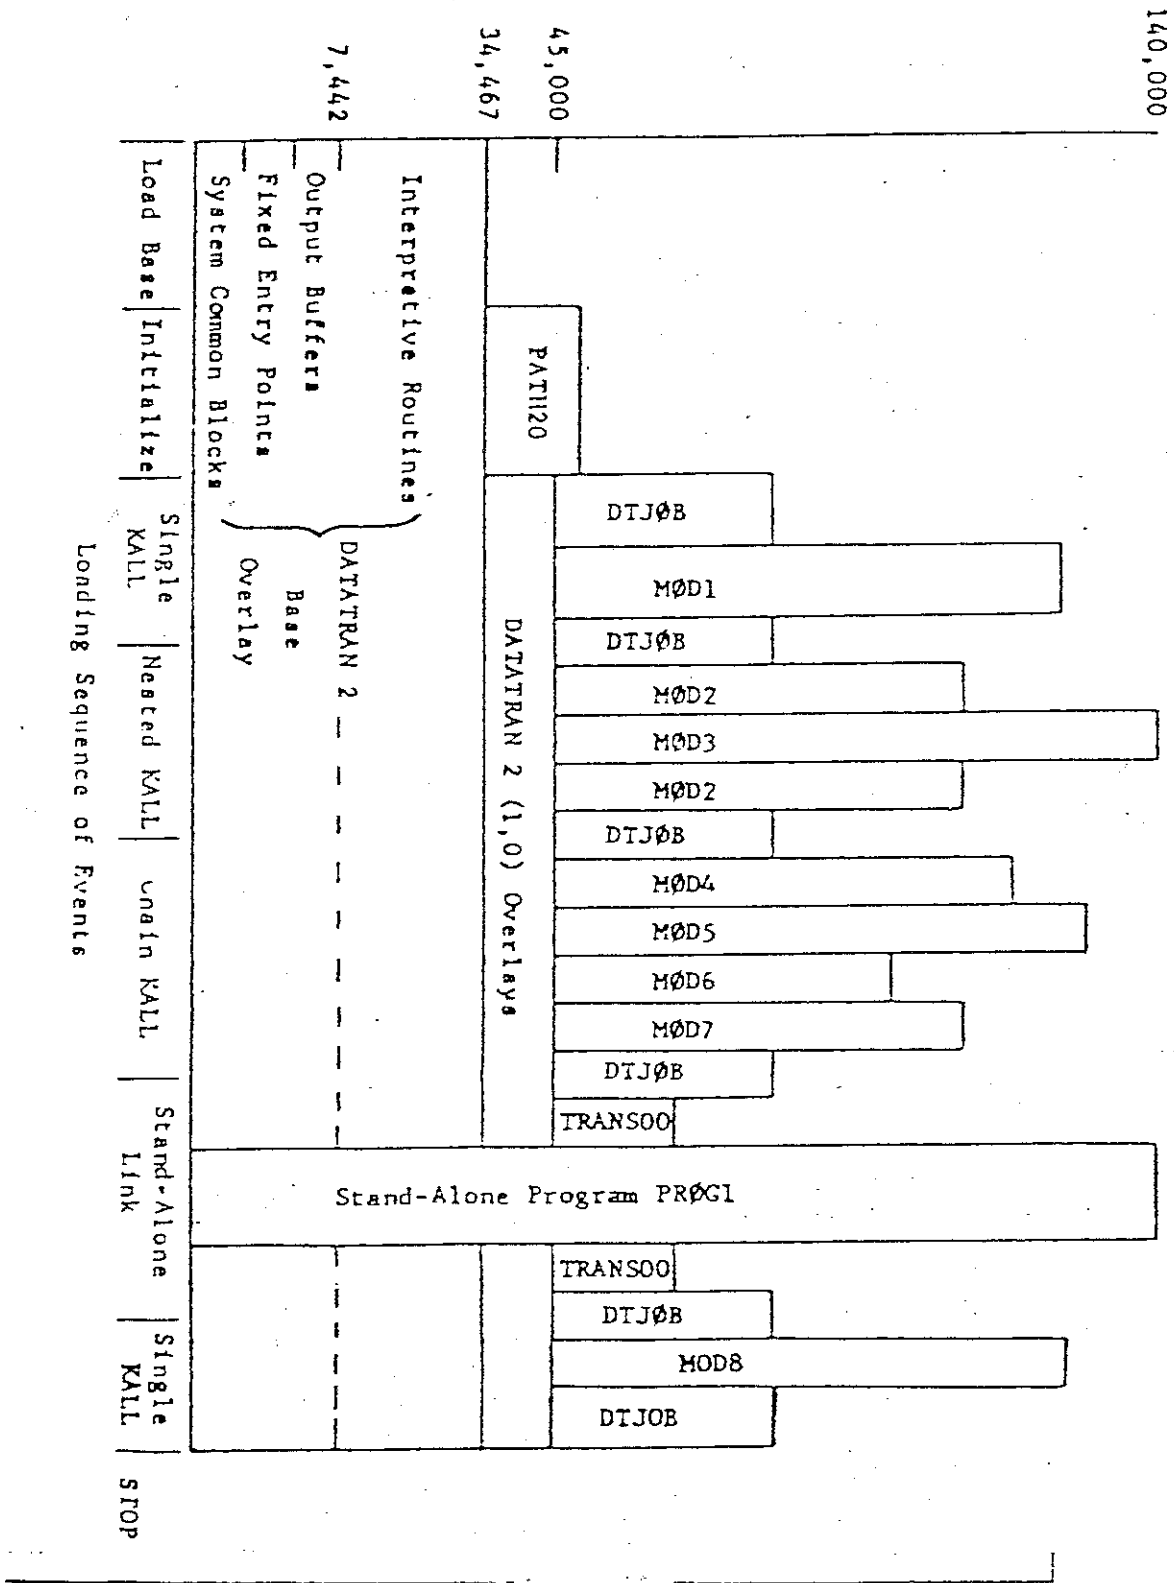 140,000
45,000
34,467
7,442
Interpretive Routines
Output Buffers
Fixed Entry Points
System Common Blocks
DATATRAN 2
Base
Overlay
PATH20
DATATRAN 2 (1,0) Overlays
DTJØB
MØD1
DTJØB
MØD2
MØD3
MØD2
DTJØB
MØD4
MØD5
MØD6
MØD7
DTJØB
TRANSOO
Stand-Alone Program PRØG1
TRANSOO
DTJØB
MOD8
DTJOB
Load Base
Initialize
Single
KALL
Nested KALL
Chain KALL
Stand-Alone
Link
Single
KALL
STOP
Loading Sequence of Events